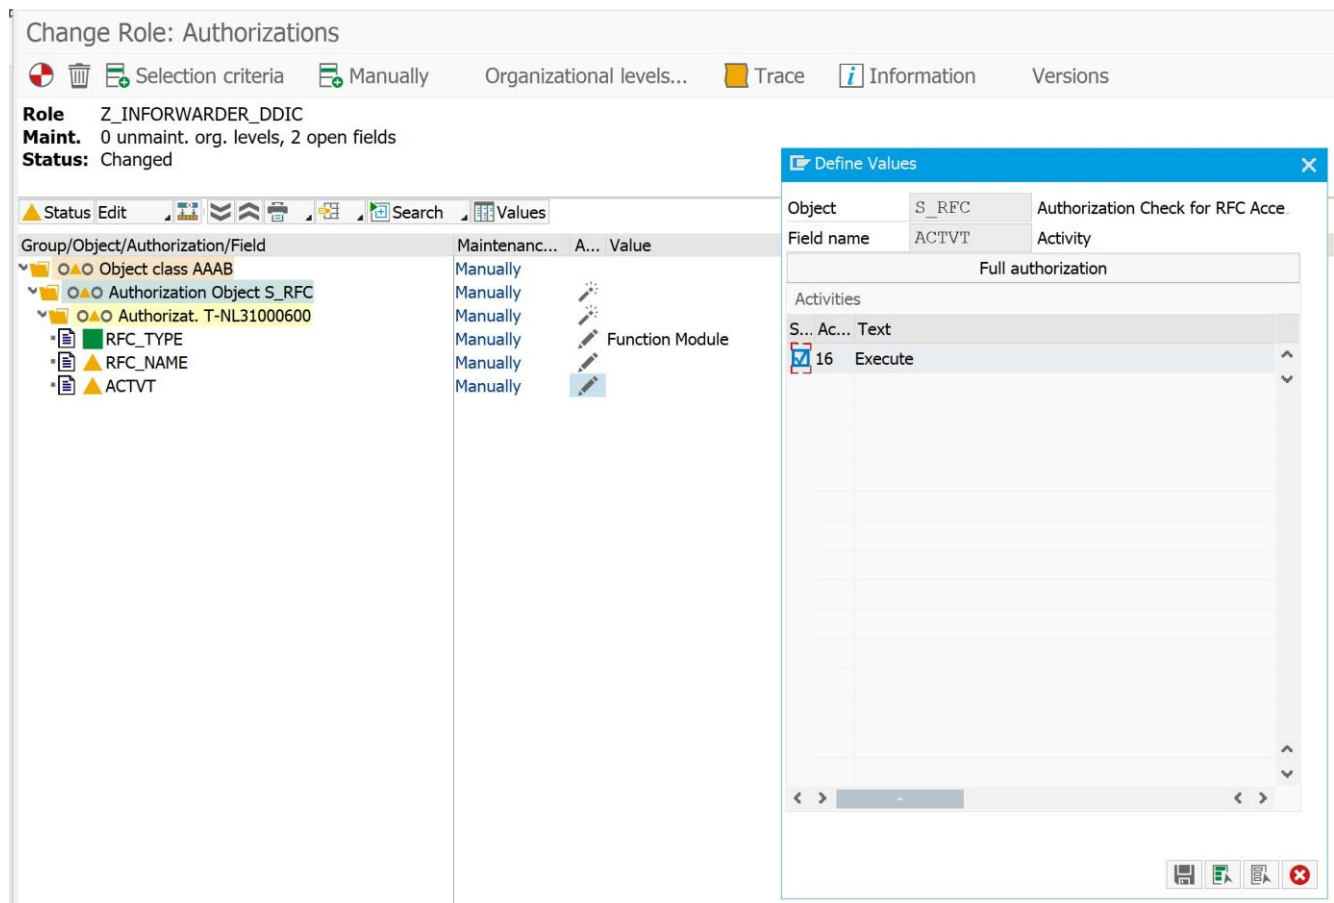 Change Role: Authorizations
Selection criteria Manually Organizational levels... Trace Information Versions
Role Z_INFORWARDER_DDIC
Maint. 0 unmaint. org. levels, 2 open fields
Status: Changed
Status Edit Search Values
Group/Object/Authorization/Field Maintenanc... A... Value
Object class AAAB Manually
Authorization Object S_RFC Manually
Authorizat. T-NL31000600 Manually
RFC_TYPE Manually Function Module
RFC_NAME Manually
ACTVT Manually
Define Values
Object S_RFC Authorization Check for RFC Acce.
Field name ACTVT Activity
Full authorization
Activities
S... Ac... Text
16 Execute